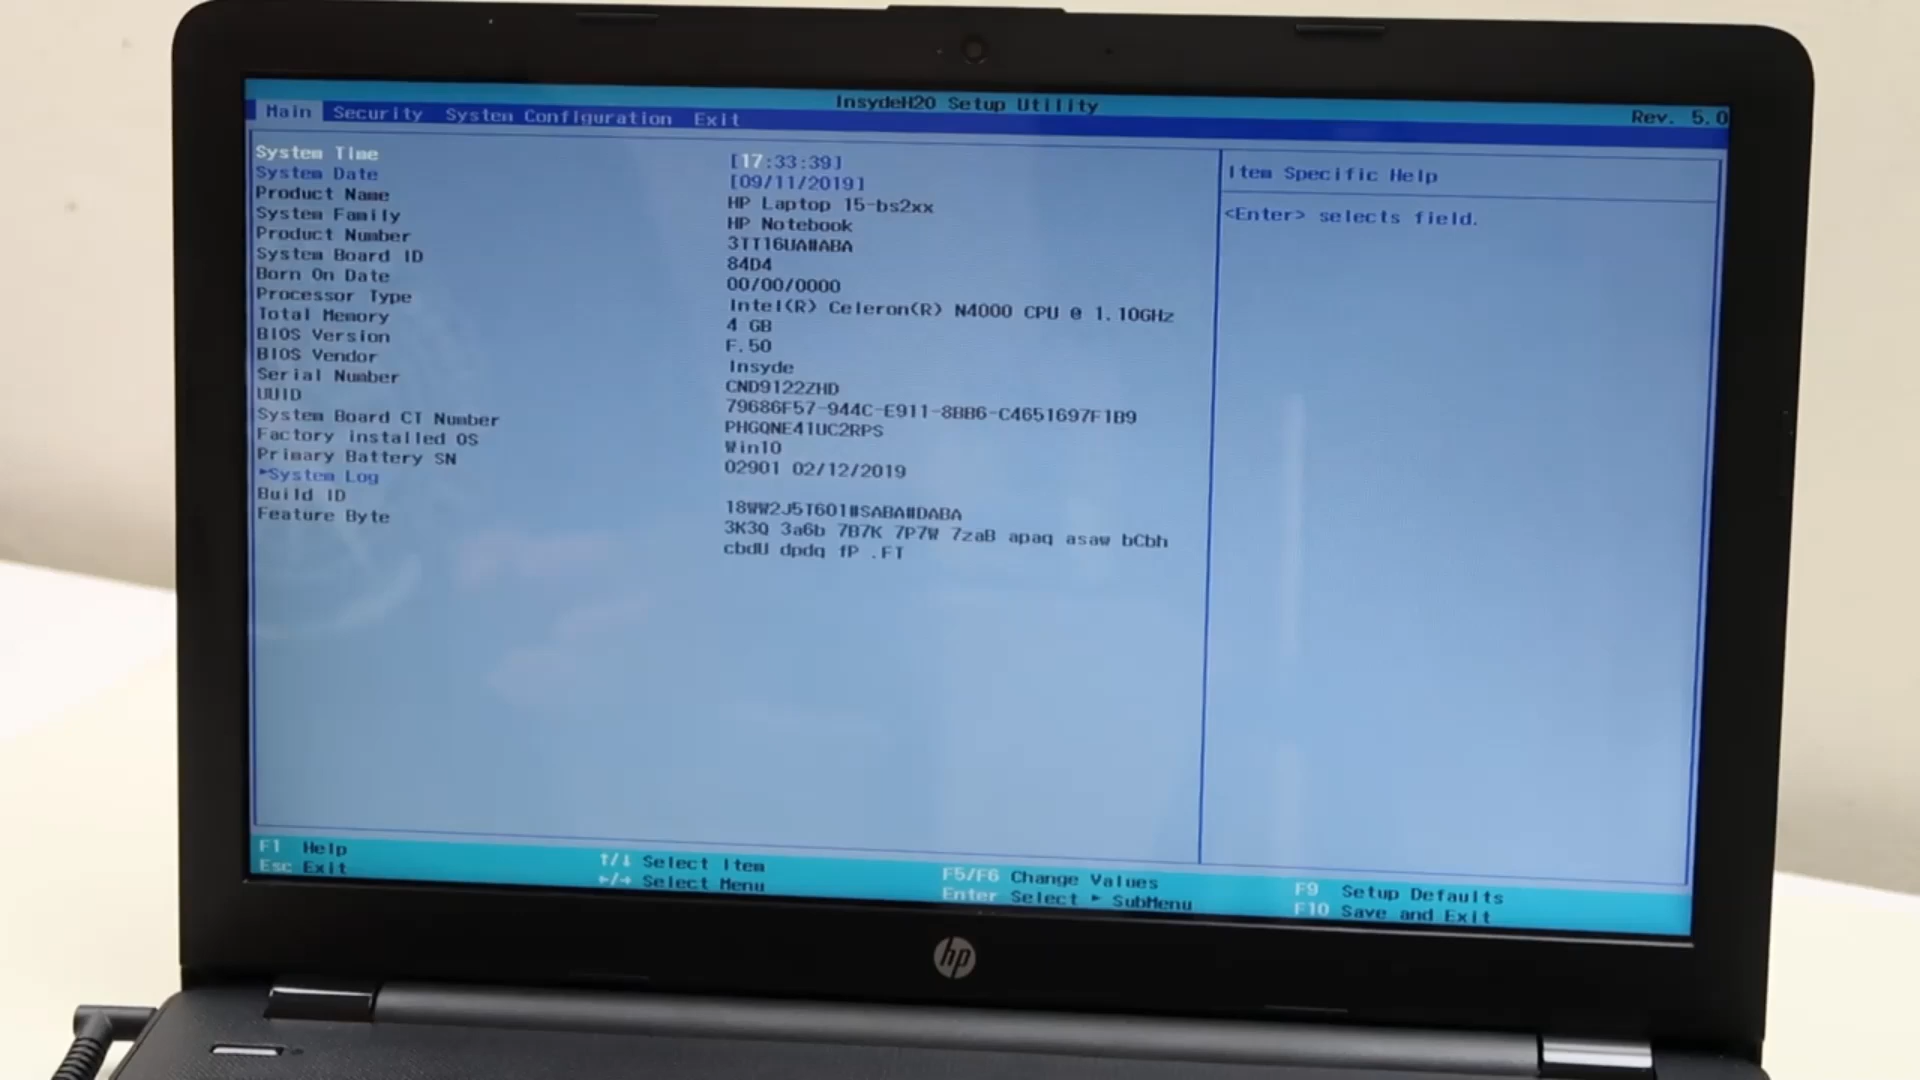 InsydeH20 Setup Utility
Rev. 5.0
Main Security System Configuration Exit
System Time [17:33:39]
System Date [09/11/2019]
Product Name HP Laptop 15-bs2xx
System Family HP Notebook
Product Number 3TT16UA#ABA
System Board ID 84D4
Born On Date 00/00/0000
Processor Type Intel(R) Celeron(R) N4000 CPU @ 1.10GHz
Total Memory 4 GB
BIOS Version F.50
BIOS Vendor Insyde
Serial Number CND9122ZHD
UUID 79686F57-944C-E911-8BB6-C4651697F1B9
System Board CT Number PHGQNE41UC2RPS
Factory installed OS Win10
Primary Battery SN 02901 02/12/2019
►System Log
Build ID 18WW2J5T601#SABA#DABA
Feature Byte 3K3Q 3a6b 7B7K 7P7W 7zaB apaq asaw bCbh
cbdU dpdq fP .FT
Item Specific Help
<Enter> selects field.
F1 Help ↑/↓ Select Item F5/F6 Change Values F9 Setup Defaults
Esc Exit ←/→ Select Menu Enter Select ► SubMenu F10 Save and Exit
hp